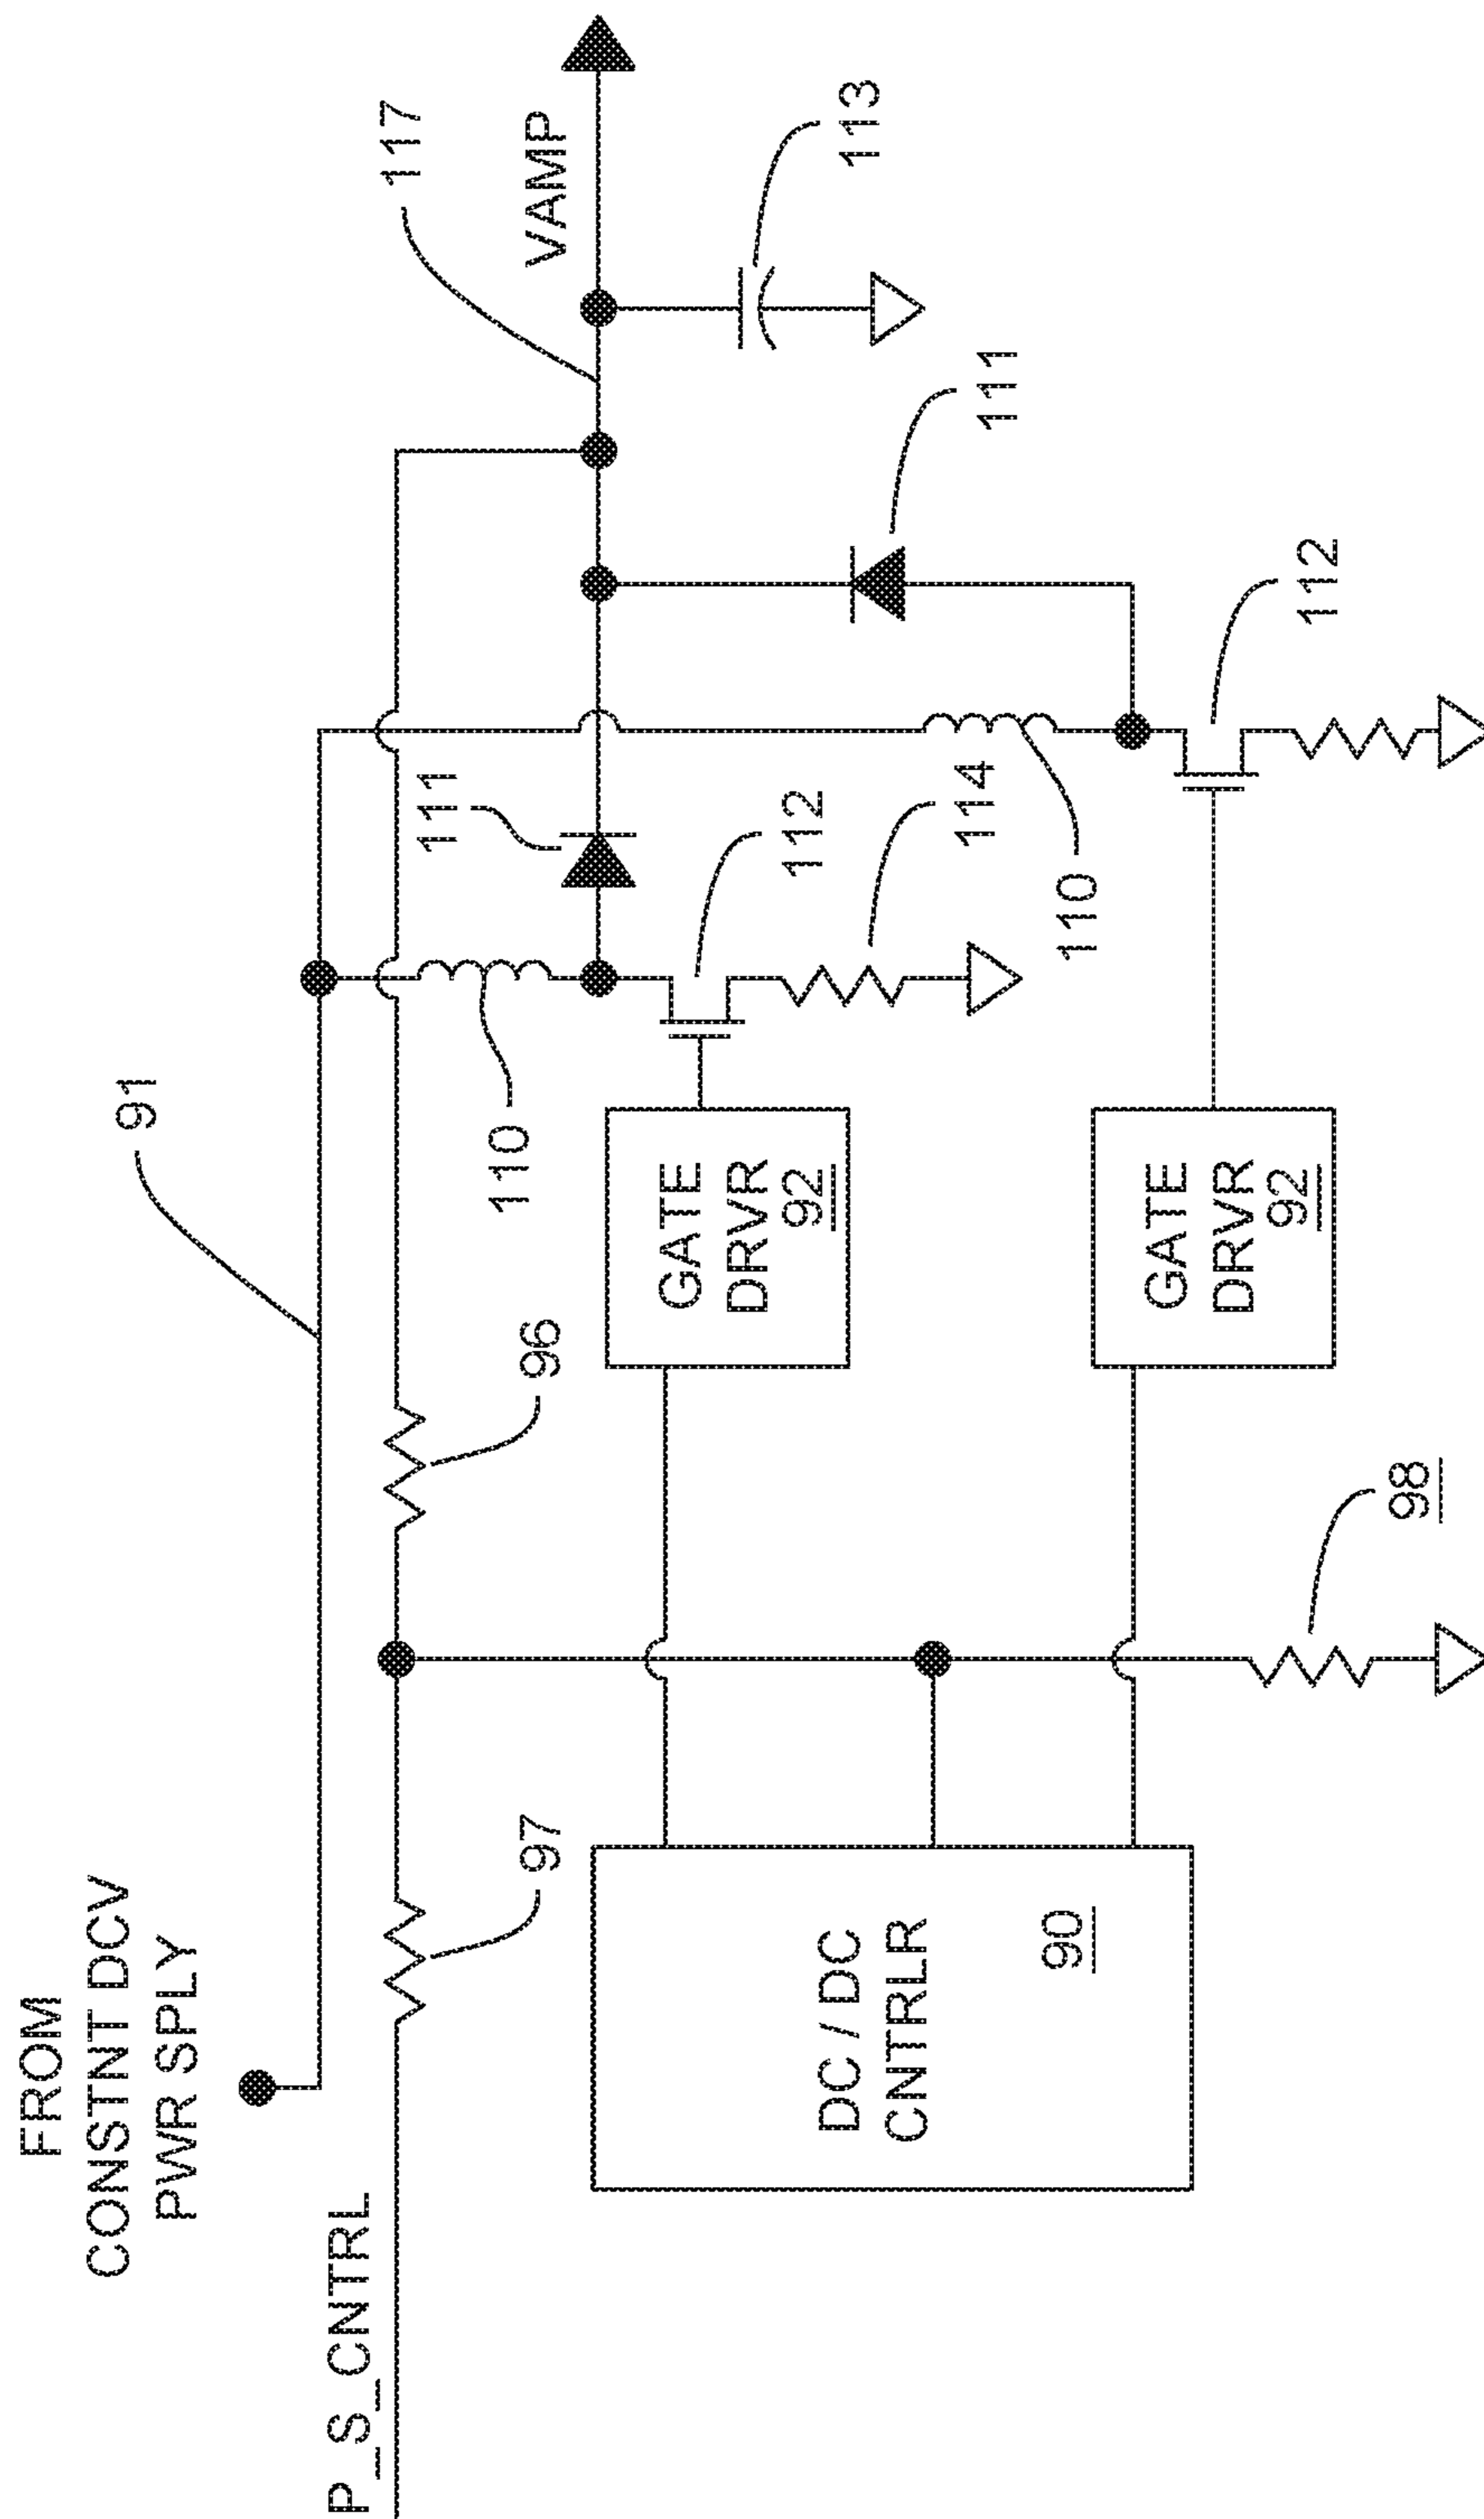 FROM
CONSTNT DCV
PWR SPLY
P_S_CNTRL
91
117
VAMP
97
96
110
111
113
DC / DC
CNTRLR
90
GATE
DRVR
92
112
114
111
110
GATE
DRVR
92
112
98